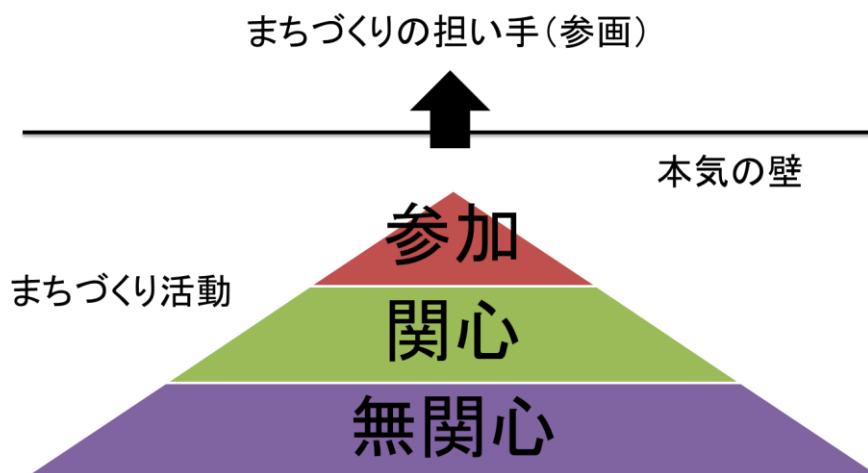 まちづくりの担い手（参画）
本気の壁
参加
まちづくり活動
関心
無関心